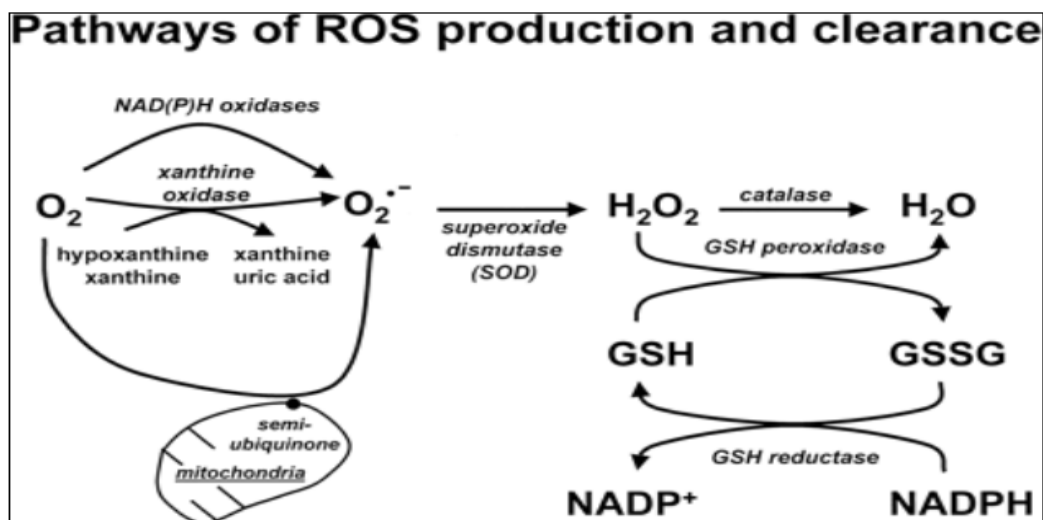 Pathways of ROS production and clearance
NAD(P)H oxidases
xanthine
oxidase
O₂
O₂•⁻
hypoxanthine
xanthine
xanthine
uric acid
superoxide
dismutase
(SOD)
H₂O₂
catalase
H₂O
GSH peroxidase
GSH
GSSG
semi-
ubiquinone
mitochondria
GSH reductase
NADP⁺
NADPH